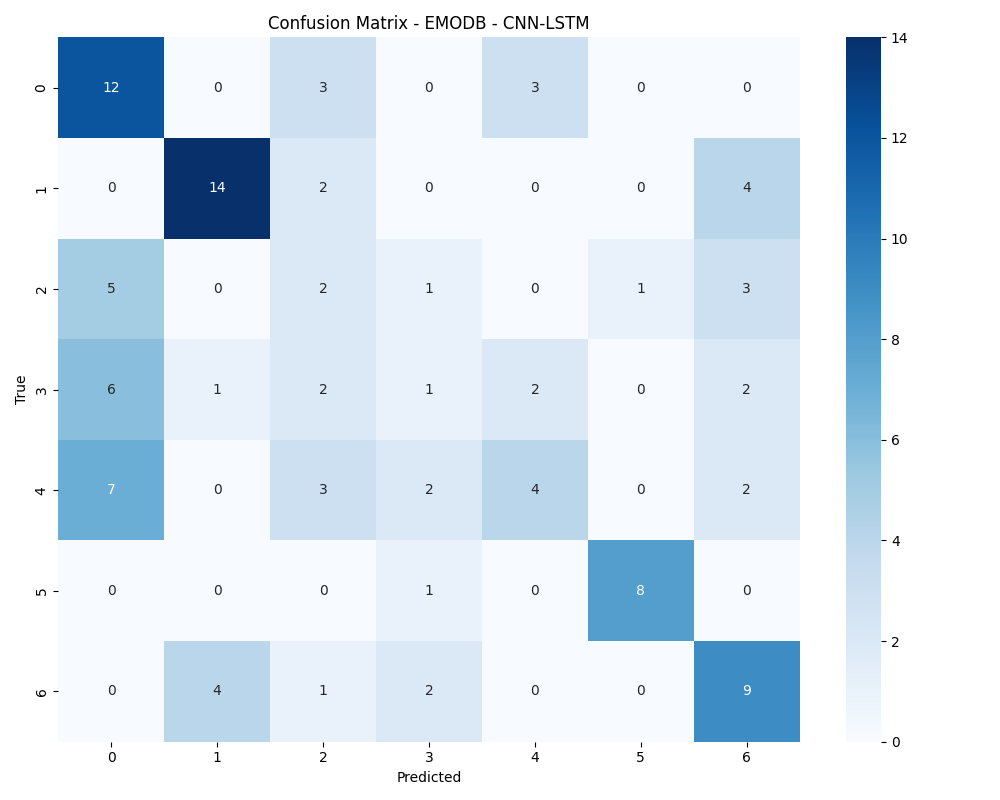 Confusion Matrix - EMODB - CNN-LSTM
0 12 0 3 0 3 0 0
1 0 14 2 0 0 0 4
2 5 0 2 1 0 1 3
3 6 1 2 1 2 0 2
4 7 0 3 2 4 0 2
5 0 0 0 1 0 8 0
6 0 4 1 2 0 0 9
0 1 2 3 4 5 6
Predicted
True
14
12
10
8
6
4
2
0